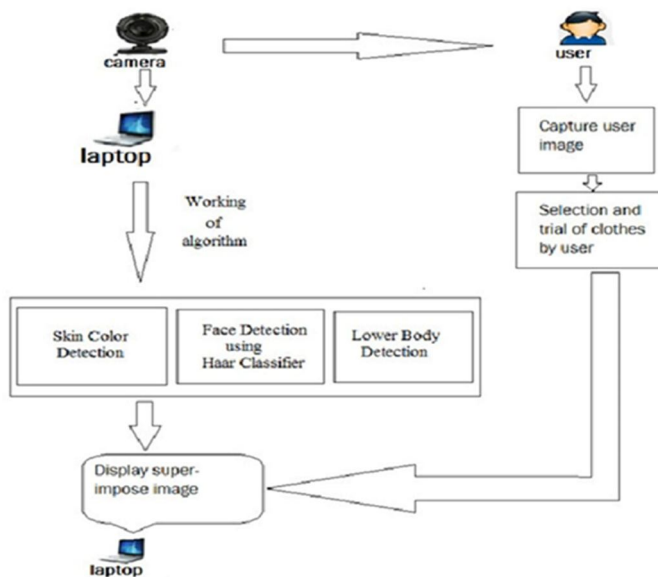 camera
user
laptop
Capture user
image
Working
of
algorithm
Selection and
trial of clothes
by user
Skin Color
Detection
Face Detection
using
Haar Classifier
Lower Body
Detection
Display super-
impose image
laptop